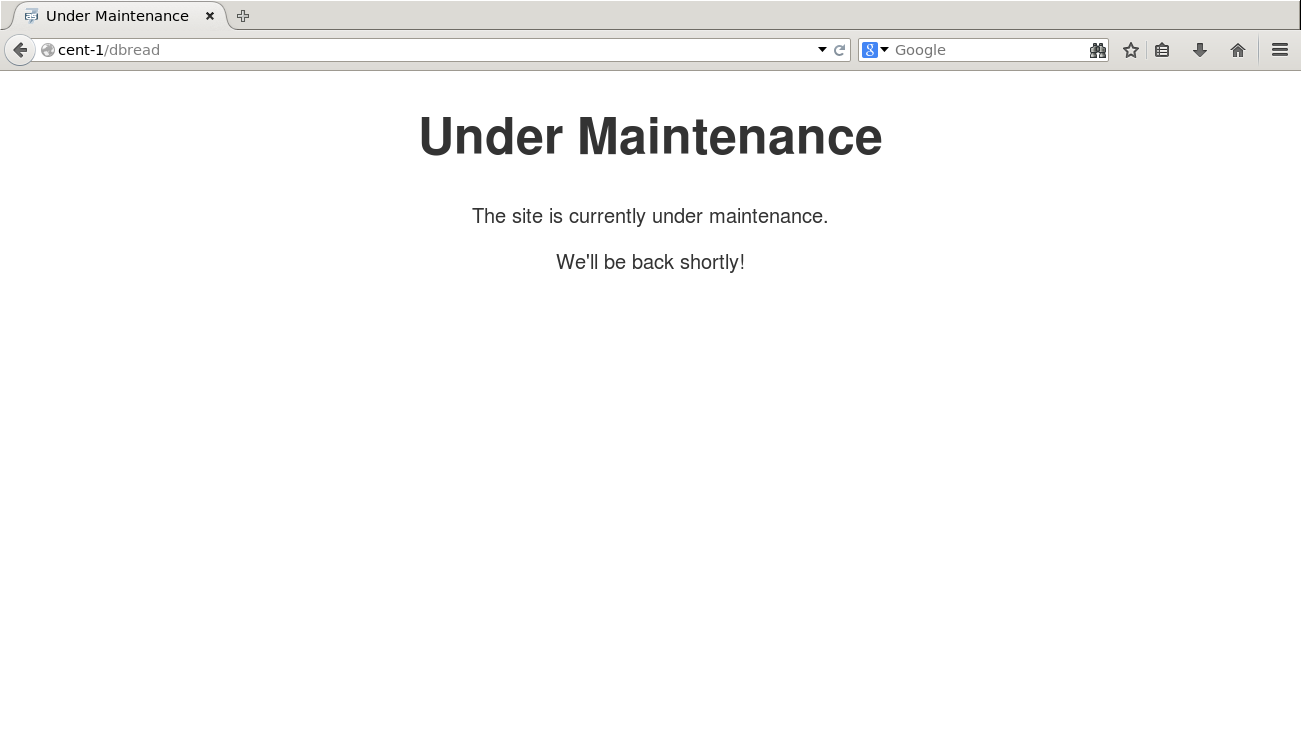 Under Maintenance
cent-1/dbread
Google
Under Maintenance
The site is currently under maintenance.
We'll be back shortly!